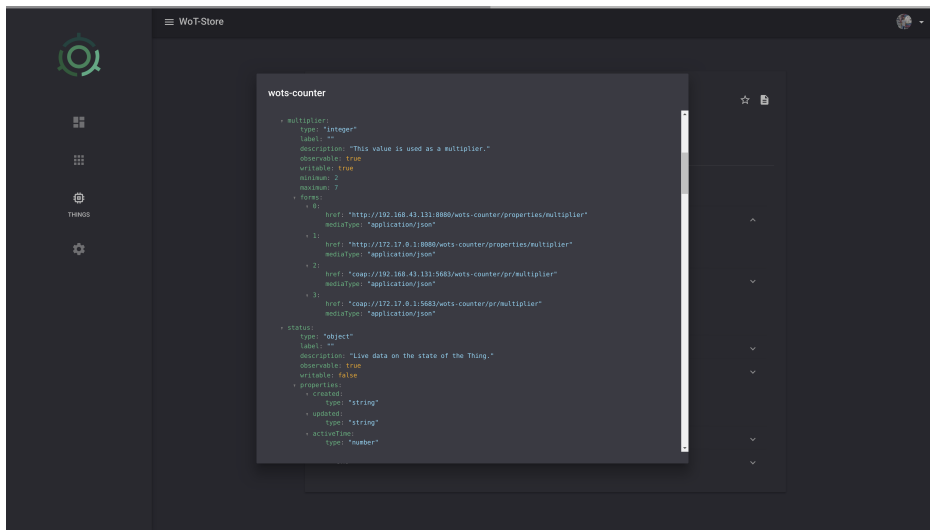 WoT-Store
THINGS
wots-counter
multiplier:
type: "integer"
label: ""
description: "This value is used as a multiplier."
observable: true
writable: true
minimum: 2
maximum: 7
forms:
0:
href: "http://192.168.43.131:8080/wots-counter/properties/multiplier"
mediaType: "application/json"
1:
href: "http://172.17.0.1:8080/wots-counter/properties/multiplier"
mediaType: "application/json"
2:
href: "coap://192.168.43.131:5683/wots-counter/pr/multiplier"
mediaType: "application/json"
3:
href: "coap://172.17.0.1:5683/wots-counter/pr/multiplier"
mediaType: "application/json"
status:
type: "object"
label: ""
description: "Live data on the state of the Thing."
observable: true
writable: false
properties:
created:
type: "string"
updated:
type: "string"
activeTime:
type: "number"